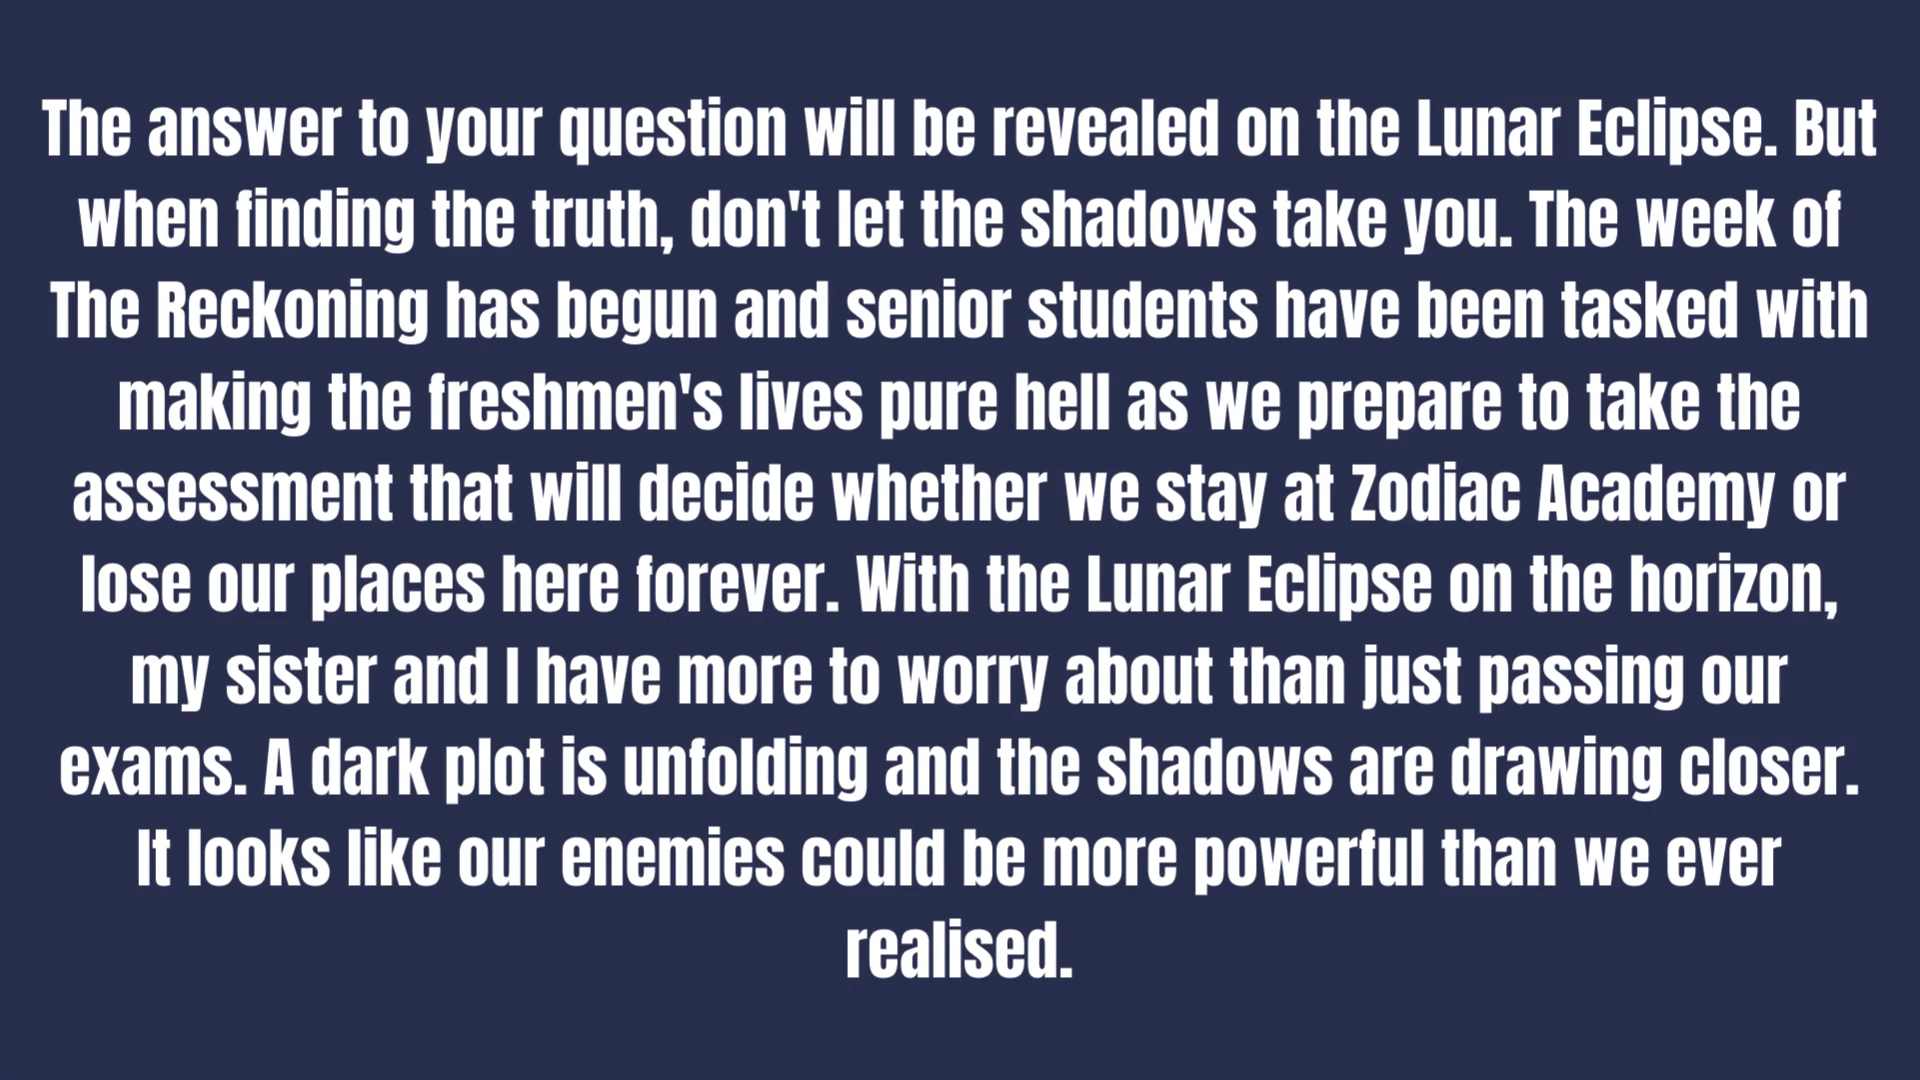 The answer to your question will be revealed on the Lunar Eclipse. But
when finding the truth, don't let the shadows take you. The week of
The Reckoning has begun and senior students have been tasked with
making the freshmen's lives pure hell as we prepare to take the
assessment that will decide whether we stay at Zodiac Academy or
lose our places here forever. With the Lunar Eclipse on the horizon,
my sister and I have more to worry about than just passing our
exams. A dark plot is unfolding and the shadows are drawing closer.
It looks like our enemies could be more powerful than we ever
realised.